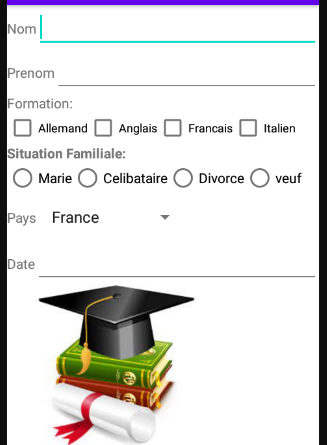 Nom
Prenom
Formation:
Allemand Anglais Francais Italien
Situation Familiale:
Marie Celibataire Divorce veuf
Pays France
Date